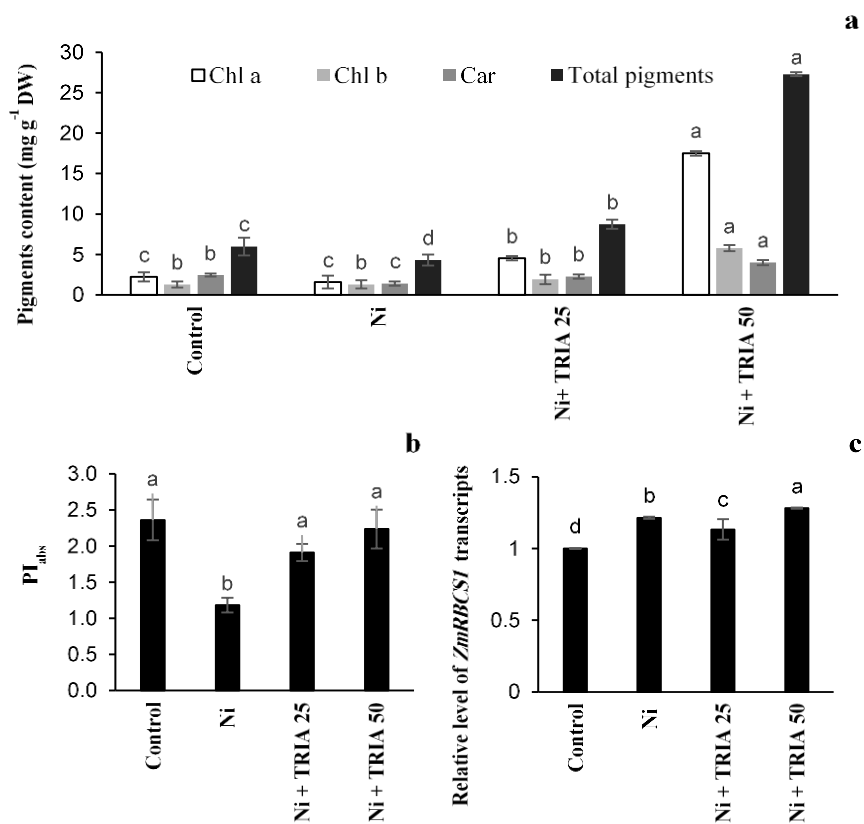 a
Pigments content (mg g⁻¹ DW)
30
25
20
15
10
5
0
Chl a
Chl b
Car
Total pigments
c
b
b
c
c
b
c
d
b
b
b
b
a
a
a
a
Control
Ni
Ni+ TRIA 25
Ni + TRIA 50
b
PIabs
3.0
2.5
2.0
1.5
1.0
0.5
0.0
a
b
a
a
Control
Ni
Ni + TRIA 25
Ni + TRIA 50
c
Relative level of ZmRBCS1 transcripts
1.5
1
0.5
0
d
b
c
a
Control
Ni
Ni + TRIA 25
Ni + TRIA 50